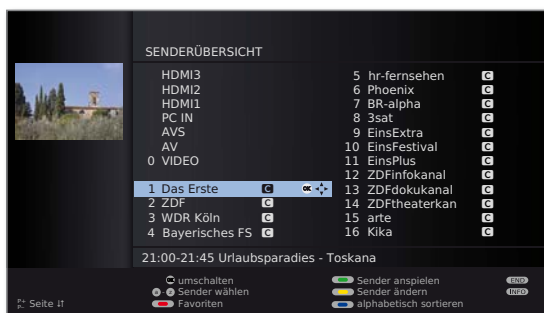 SENDERÜBERSICHT
HDMI3
HDMI2
HDMI1
PC IN
AVS
AV
0 VIDEO
1 Das Erste C OK
2 ZDF C
3 WDR Köln C
4 Bayerisches FS C
5 hr-fernsehen C
6 Phoenix C
7 BR-alpha C
8 3sat C
9 EinsExtra C
10 EinsFestival C
11 EinsPlus C
12 ZDFinfokanal C
13 ZDFdokukanal C
14 ZDFtheaterkan C
15 arte C
16 Kika C
21:00-21:45 Urlaubsparadies - Toskana
umschalten
Sender wählen
Favoriten
Sender anspielen
Sender ändern
alphabetisch sortieren
END
INFO
P+
P-
Seite